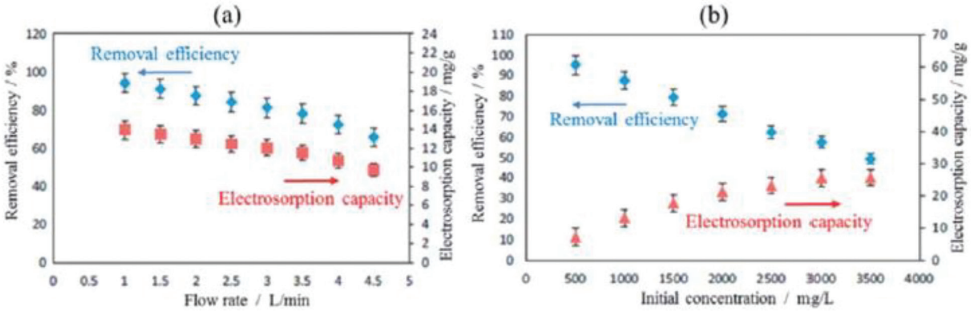 (a)
Removal efficiency / %
120
100
80
60
40
20
0
Removal efficiency
Electrosorption capacity
24
22
20
18
16
14
12
10
8
6
4
2
0
Electrosorption capacity / mg/g
0 0.5 1 1.5 2 2.5 3 3.5 4 4.5 5
Flow rate / L/min
(b)
Removal efficiency / %
110
100
90
80
70
60
50
40
30
20
10
0
Removal efficiency
Electrosorption capacity
70
60
50
40
30
20
10
0
Electrosorption capacity / mg/g
0 500 1000 1500 2000 2500 3000 3500 4000
Initial concentration / mg/L